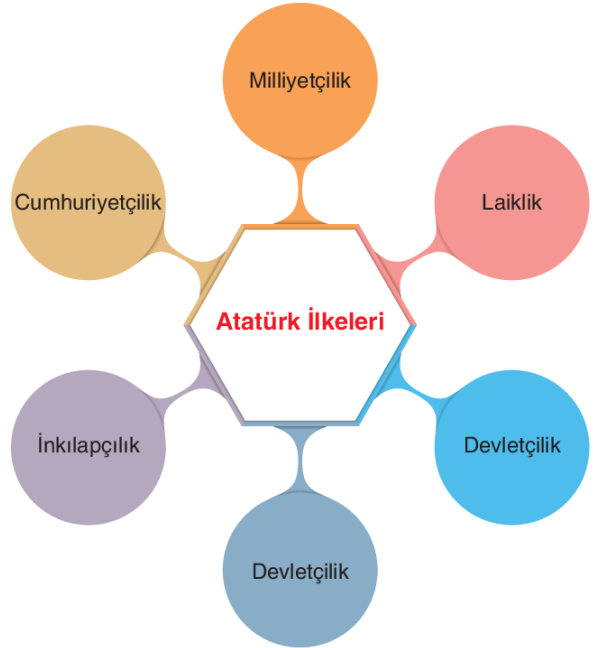 Milliyetçilik
Cumhuriyetçilik
Laiklik
Atatürk İlkeleri
İnkılapçılık
Devletçilik
Devletçilik